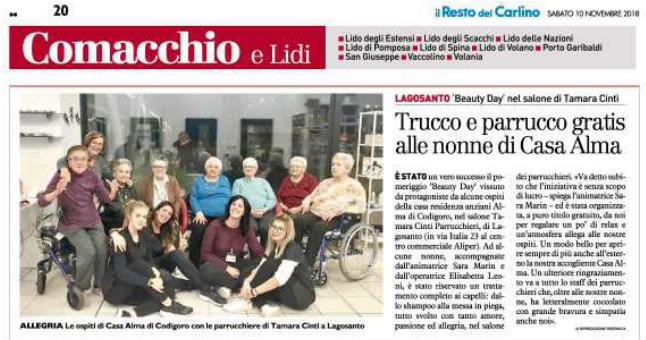 20
il Resto del Carlino SABATO 10 NOVEMBRE 2018
Comacchio e Lidi
■ Lido degli Estensi ■ Lido degli Scacchi ■ Lido delle Nazioni
■ Lido di Pomposa ■ Lido di Spina ■ Lido di Volano ■ Porto Garibaldi
■ San Giuseppe ■ Vaccolino ■ Volania
LAGOSANTO 'Beauty Day' nel salone di Tamara Cinti
Trucco e parrucco gratis
alle nonne di Casa Alma
È STATO un vero successo il po-
meriggio 'Beauty Day' vissuto
da protagoniste da alcune ospiti
della casa residenza anziani Al-
ma di Codigoro, nel salone Ta-
mara Cinti Parrucchieri, di La-
gosanto (in via Italia 23 al cen-
tro commerciale Aliper). Ad al-
cune nonne, accompagnate
dall'animatrice Sara Marin e
dall'operatrice Elisabetta Leo-
ni, è stato riservato un tratta-
mento completo ai capelli: dal-
lo shampoo alla messa in piega,
tutto svolto con tanto amore,
passione ed allegria, nel salone
dei parrucchieri. «Va detto subi-
to che l'iniziativa è senza scopo
di lucro – spiega l'animatrice Sa-
ra Marin – ed è stata organizza-
ta, a puro titolo gratuito, da noi
per regalare un po' di relax e
un'atmosfera allega alle nostre
ospiti. Un modo bello per apri-
re sempre di più anche all'ester-
no la nostra accogliente Casa Al-
ma. Un ulteriore ringraziamen-
to va a tutto lo staff dei parruc-
chieri che, oltre alle nostre non-
ne, ha letteralmente coccolato
con grande bravura e simpatia
anche noi».
© RIPRODUZIONE RISERVATA
ALLEGRIA Le ospiti di Casa Alma di Codigoro con le parrucchiere di Tamara Cinti a Lagosanto